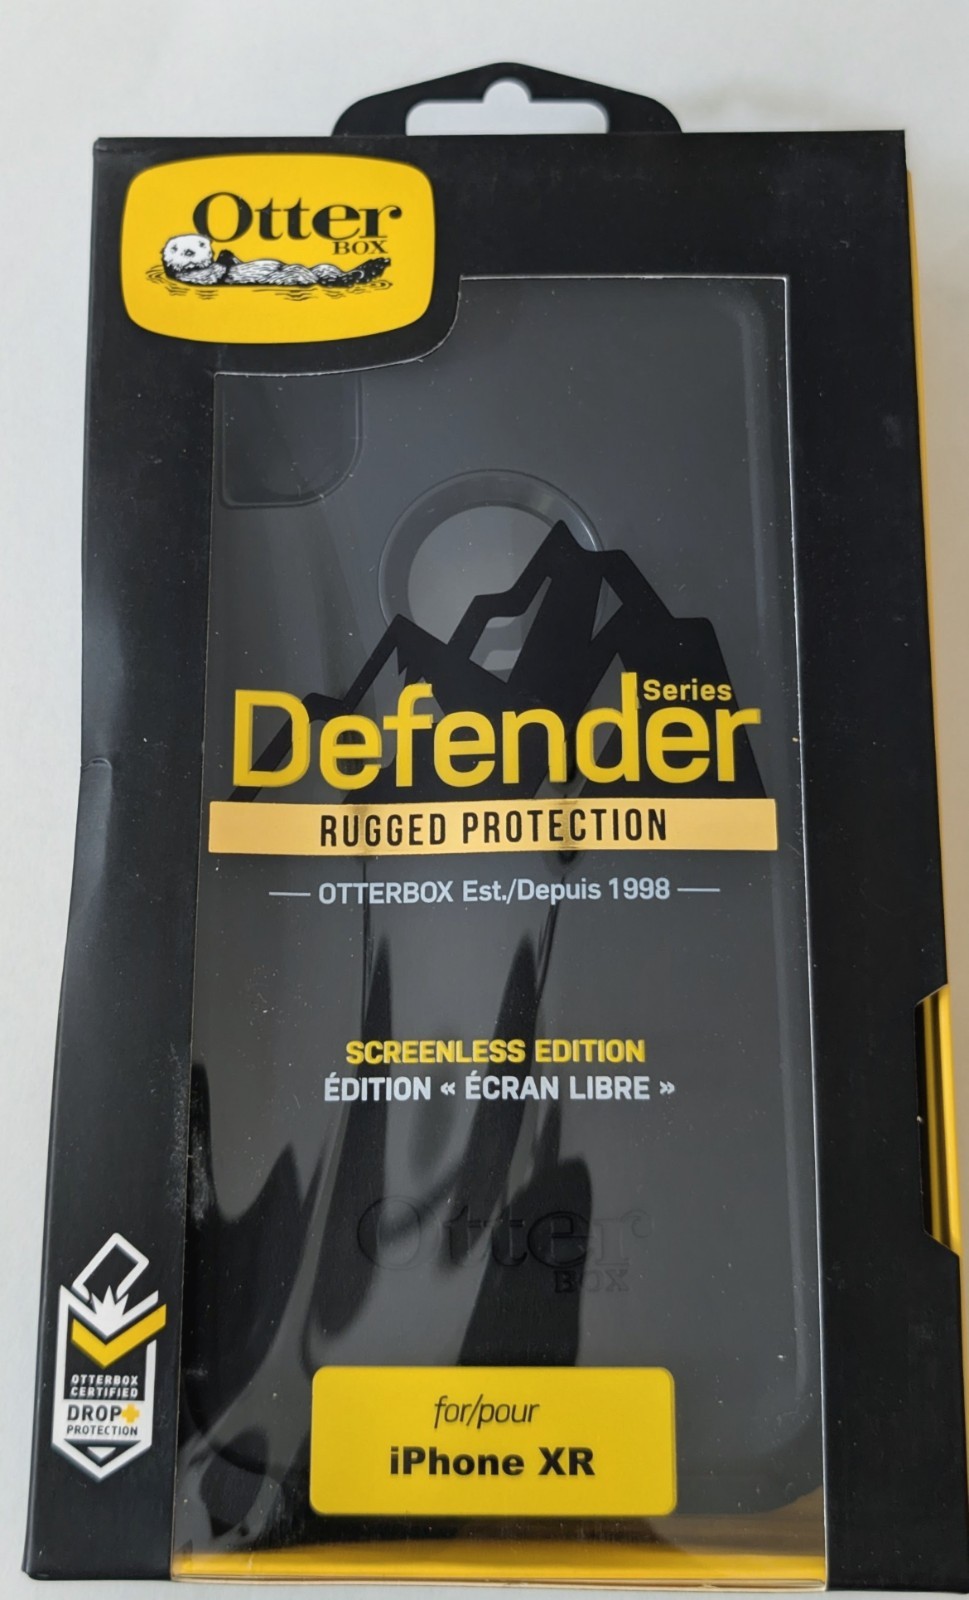 Otter
BOX
Series
Defender
RUGGED PROTECTION
OTTERBOX Est./Depuis 1998
SCREENLESS EDITION
ÉDITION « ÉCRAN LIBRE »
Otter
BOX
OTTERBOX
CERTIFIED
DROP+
PROTECTION
for/pour
iPhone XR